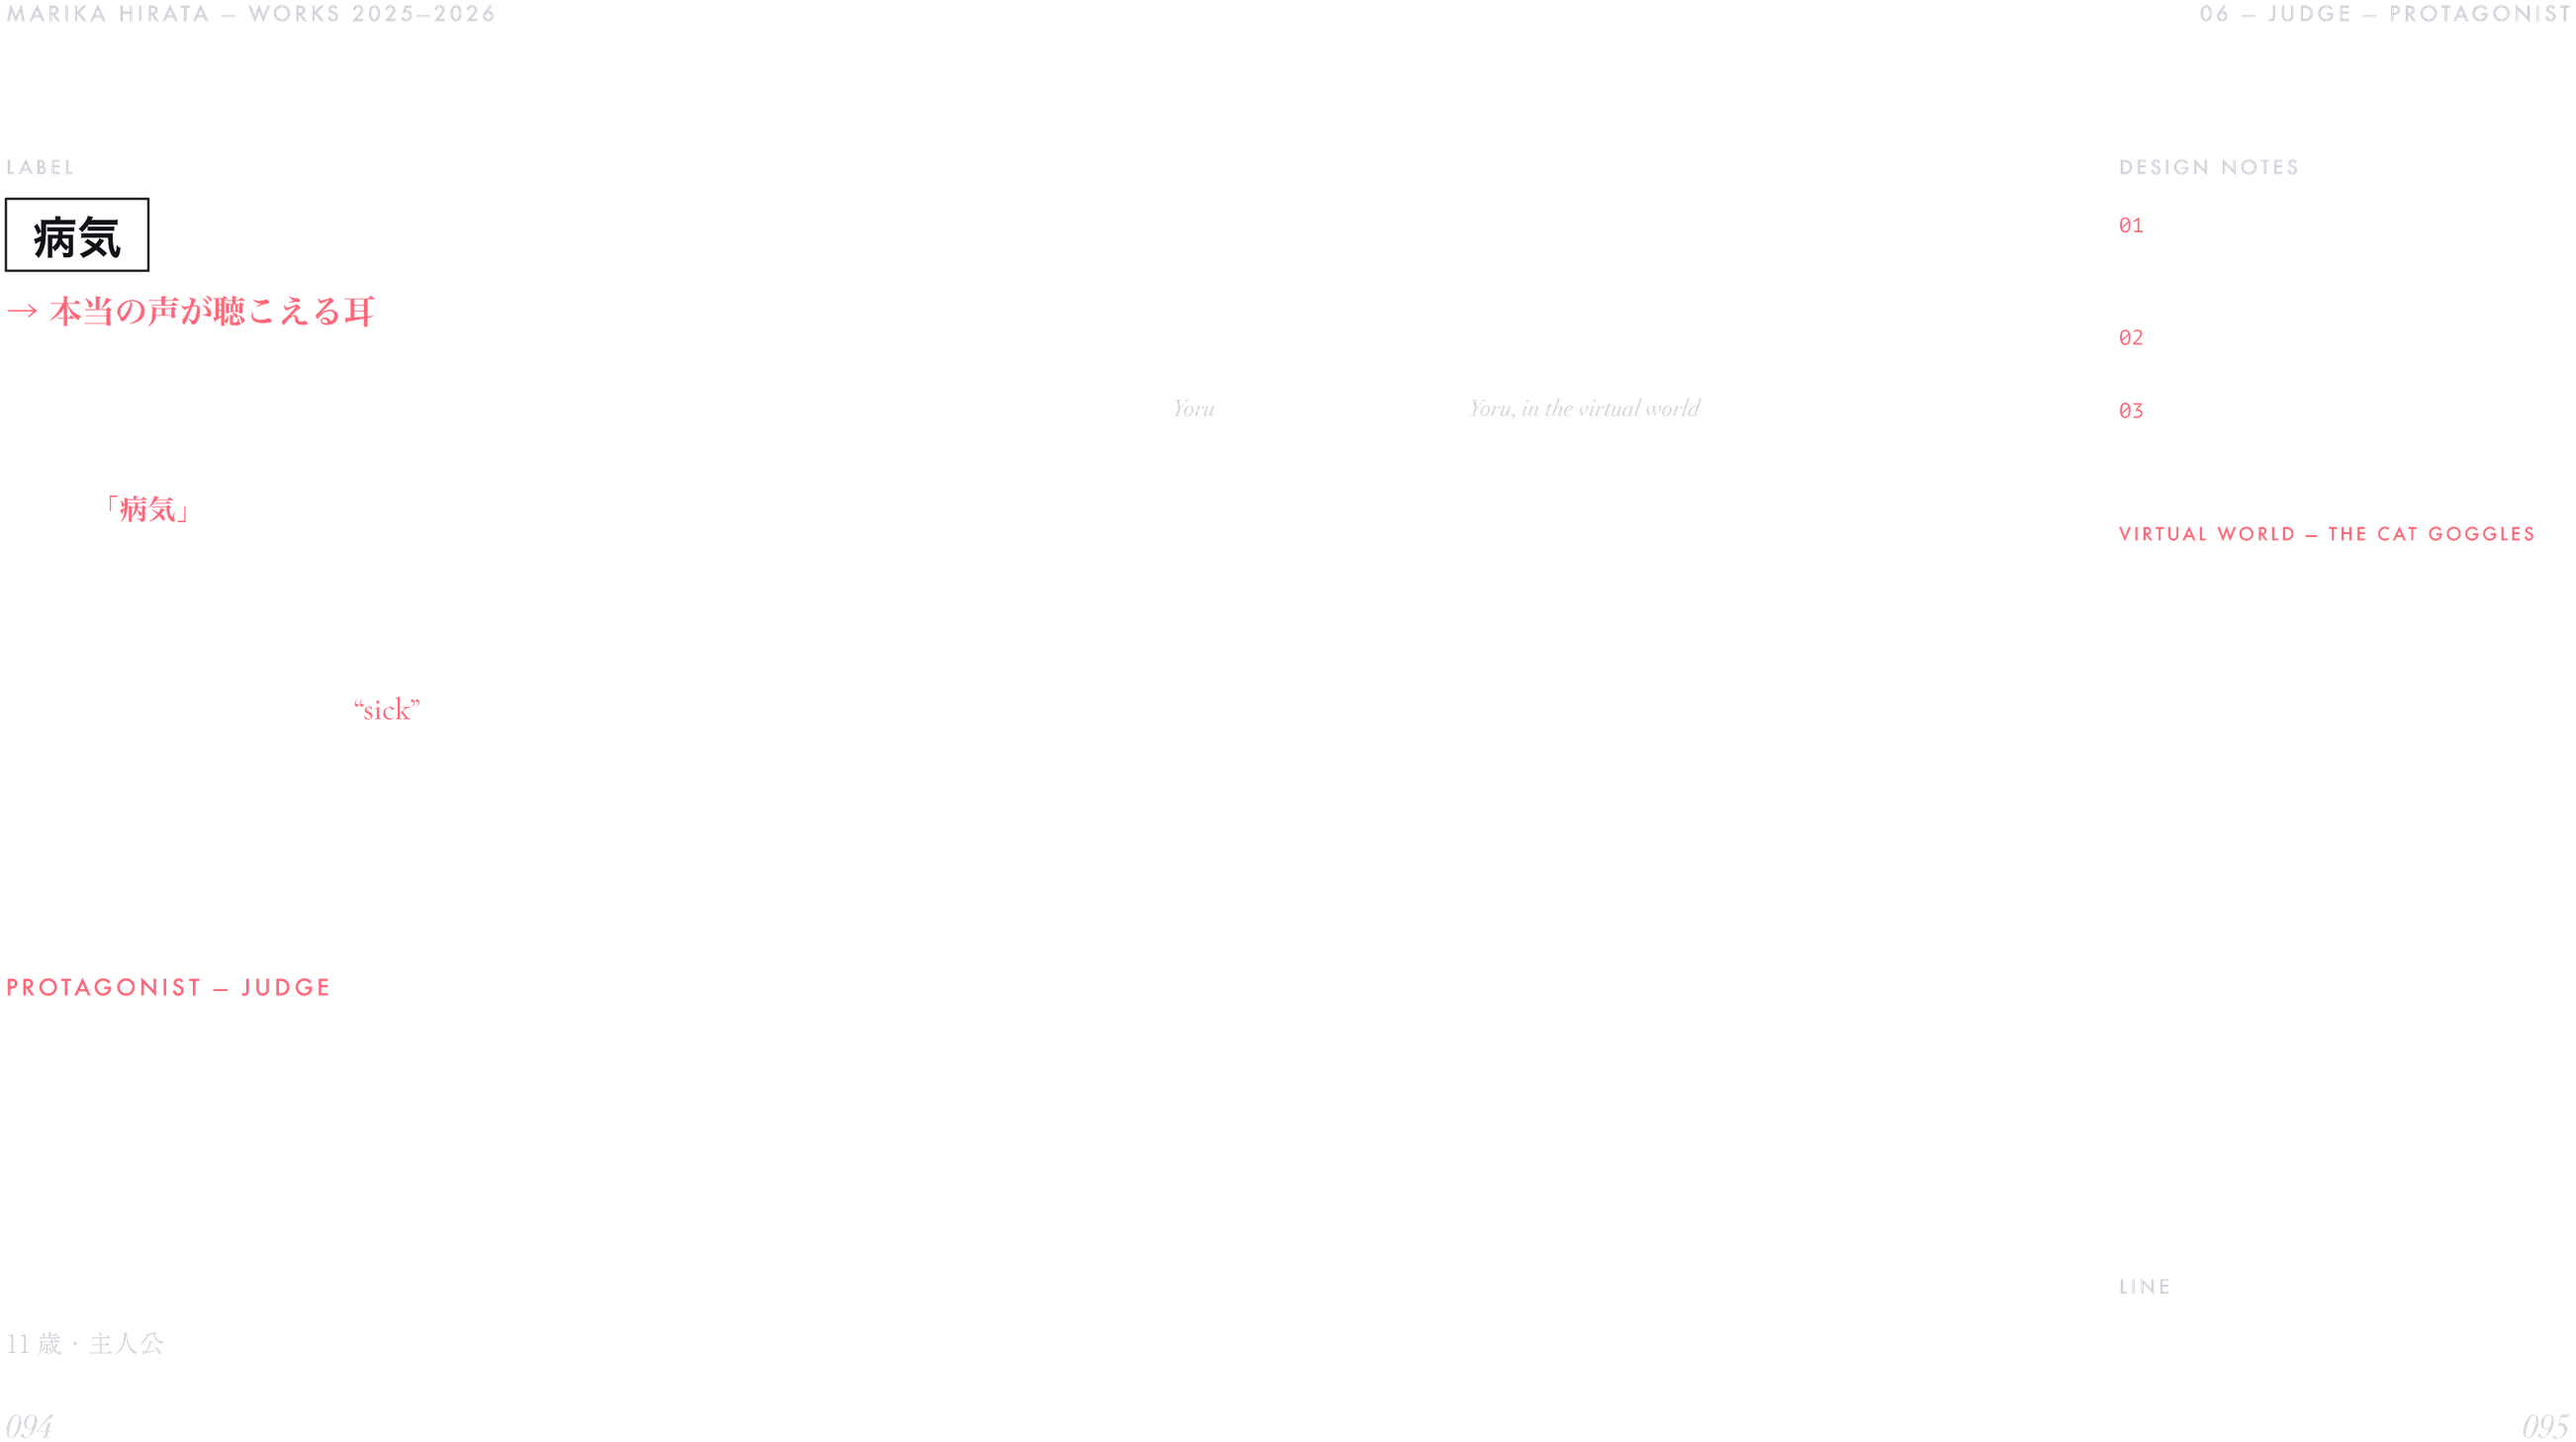 MARIKA HIRATA — WORKS 2025—2026
06 — JUDGE — PROTAGONIST
LABEL
病気
→ 本当の声が聴こえる耳
「病気」
“sick”
PROTAGONIST — JUDGE
11 歳・主人公
094
Yoru
Yoru, in the virtual world
DESIGN NOTES
01
02
03
VIRTUAL WORLD — THE CAT GOGGLES
LINE
095